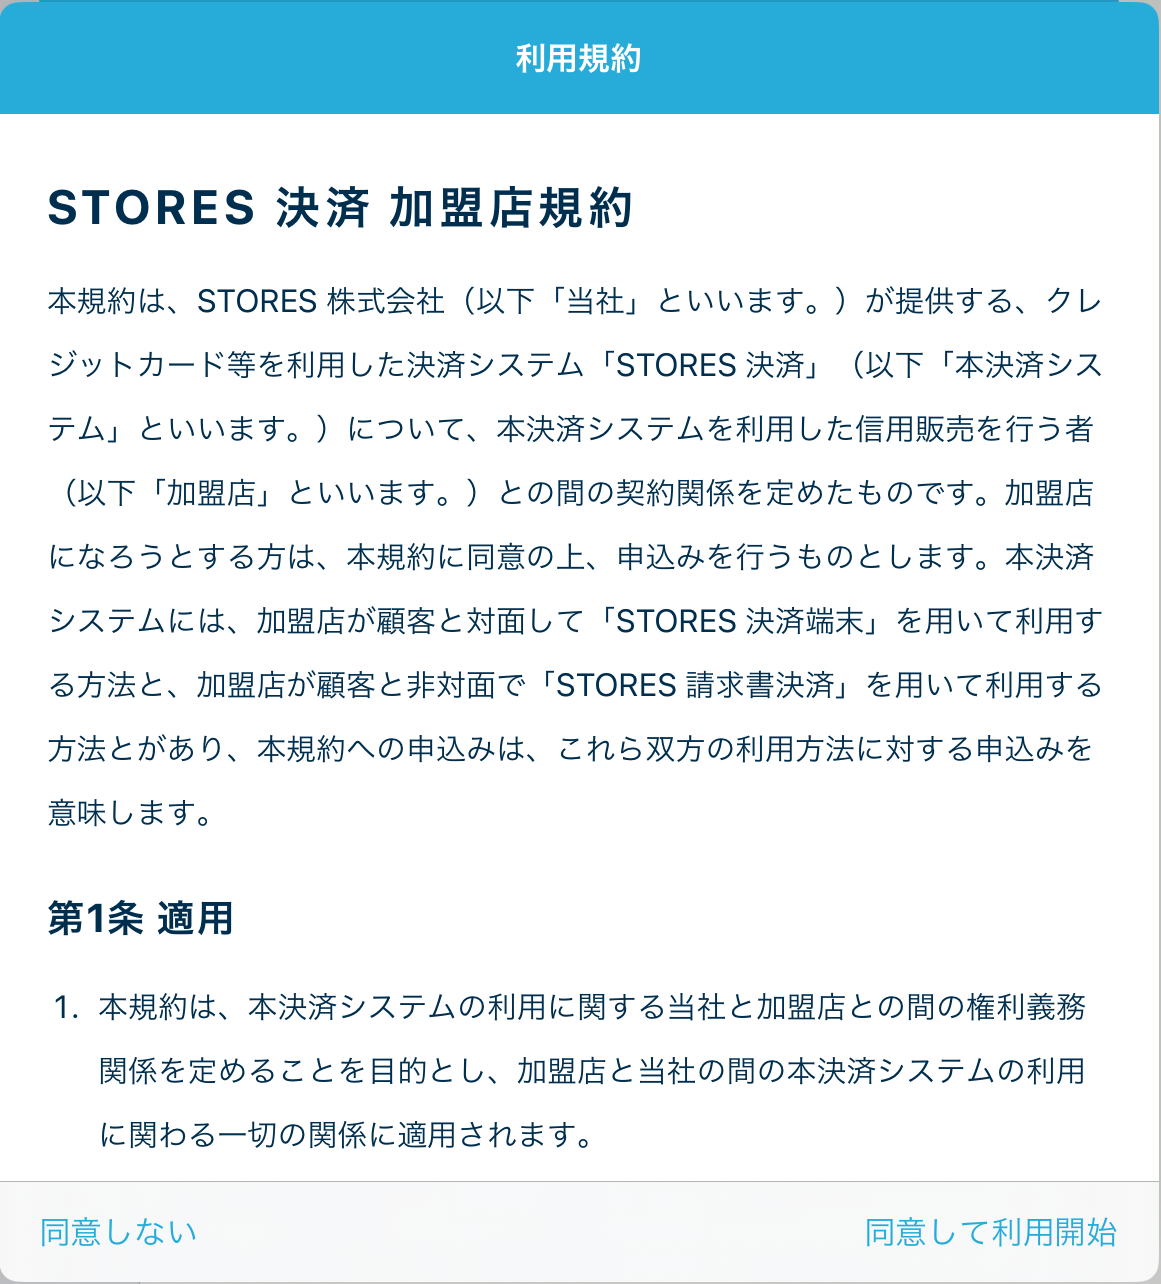 利用規約
STORES 決済 加盟店規約
本規約は、STORES 株式会社（以下「当社」といいます。）が提供する、クレ
ジットカード等を利用した決済システム「STORES 決済」（以下「本決済シス
テム」といいます。）について、本決済システムを利用した信用販売を行う者
（以下「加盟店」といいます。）との間の契約関係を定めたものです。加盟店
になろうとする方は、本規約に同意の上、申込みを行うものとします。本決済
システムには、加盟店が顧客と対面して「STORES 決済端末」を用いて利用す
る方法と、加盟店が顧客と非対面で「STORES 請求書決済」を用いて利用する
方法とがあり、本規約への申込みは、これら双方の利用方法に対する申込みを
意味します。
第1条 適用
1. 本規約は、本決済システムの利用に関する当社と加盟店との間の権利義務
関係を定めることを目的とし、加盟店と当社の間の本決済システムの利用
に関わる一切の関係に適用されます。
同意しない
同意して利用開始